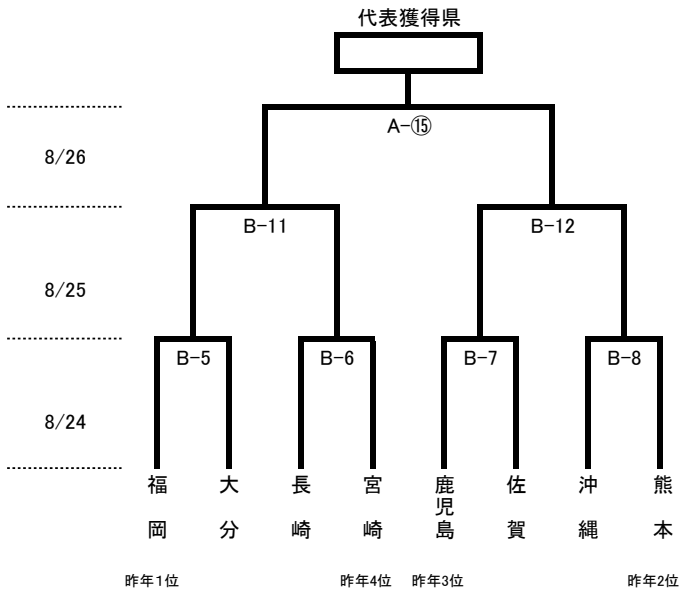 代表獲得県
A-⑮
8/26
B-11 B-12
8/25
B-5 B-6 B-7 B-8
8/24
福岡 大分 長崎 宮崎 鹿児島 佐賀 沖縄 熊本
昨年1位 昨年4位 昨年3位 昨年2位